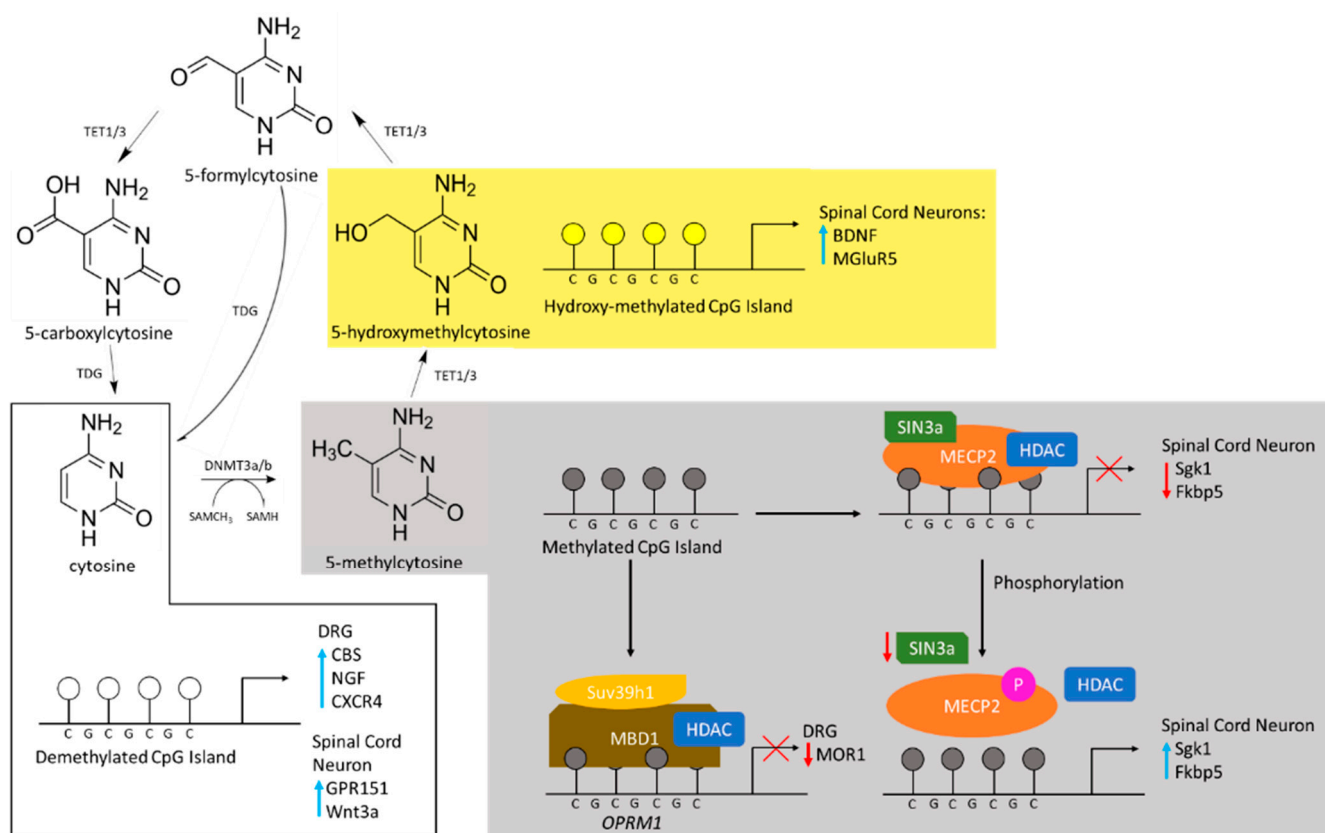 NH₂
O
N
N
H
O
5-formylcytosine
TET1/3
TET1/3
OH
NH₂
O
N
N
H
O
5-carboxylcytosine
TDG
TDG
NH₂
HO
N
N
H
O
5-hydroxymethylcytosine
C G C G C G C
Hydroxy-methylated CpG Island
Spinal Cord Neurons:
BDNF
MGluR5
TET1/3
NH₂
N
N
H
O
cytosine
DNMT3a/b
SAMCH₃ SAMH
NH₂
H₃C
N
N
H
O
5-methylcytosine
C G C G C G C
Methylated CpG Island
SIN3a
MECP2
HDAC
C G C G C G C
Spinal Cord Neuron
Sgk1
Fkbp5
Phosphorylation
C G C G C G C
Demethylated CpG Island
DRG
CBS
NGF
CXCR4
Spinal Cord
Neuron
GPR151
Wnt3a
Suv39h1
MBD1
HDAC
C G C G C G C
OPRM1
DRG
MOR1
SIN3a
P
MECP2
HDAC
C G C G C G C
Spinal Cord Neuron
Sgk1
Fkbp5